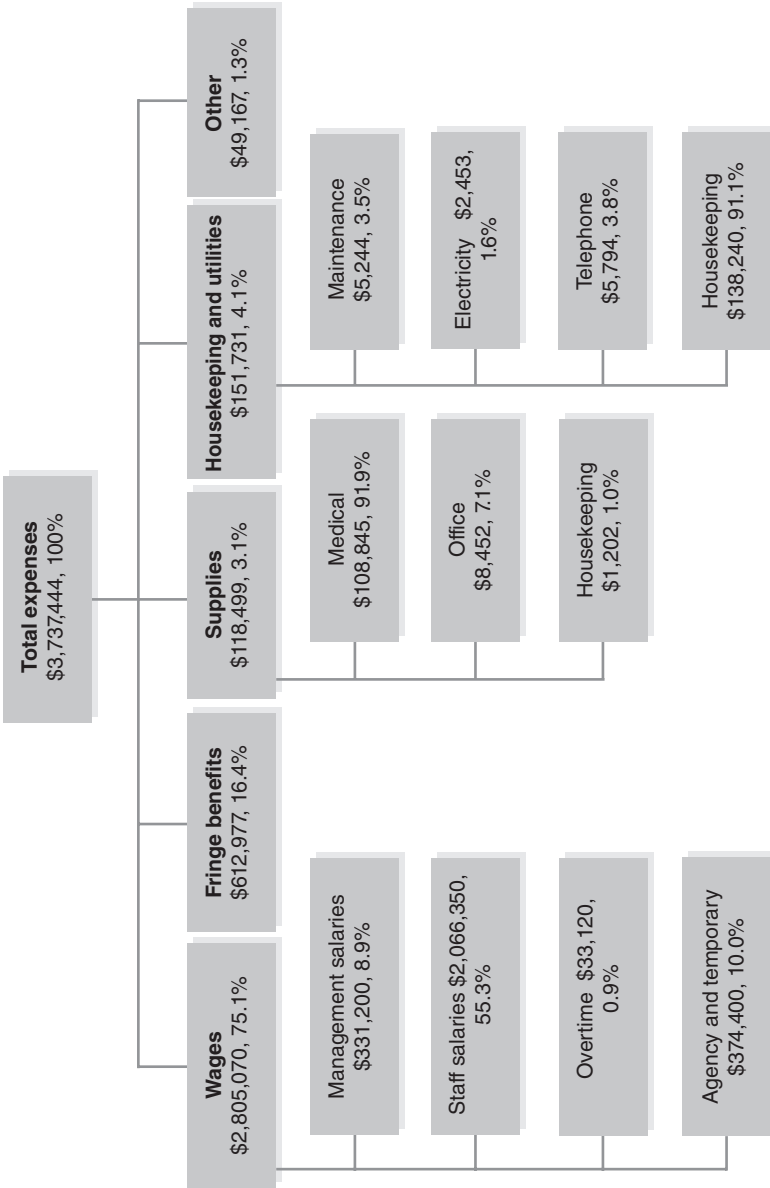 Total expenses
$3,737,444, 100%
Wages
$2,805,070, 75.1%
Management salaries
$331,200, 8.9%
Staff salaries $2,066,350,
55.3%
Overtime $33,120,
0.9%
Agency and temporary
$374,400, 10.0%
Fringe benefits
$612,977, 16.4%
Supplies
$118,499, 3.1%
Medical
$108,845, 91.9%
Office
$8,452, 7.1%
Housekeeping
$1,202, 1.0%
Housekeeping and utilities
$151,731, 4.1%
Maintenance
$5,244, 3.5%
Electricity $2,453,
1.6%
Telephone
$5,794, 3.8%
Housekeeping
$138,240, 91.1%
Other
$49,167, 1.3%